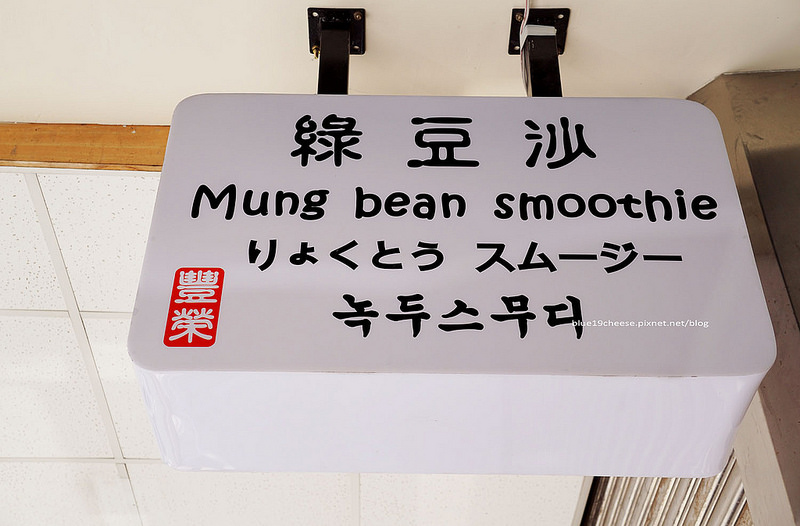 綠豆沙
Mung bean smoothie
りょくとう スムージー
녹두스무디
豐榮
blue19cheese.pixnet.net/blog